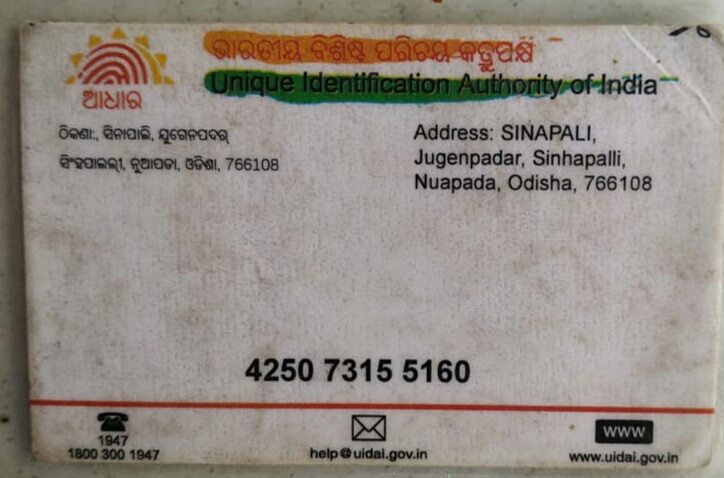 ଭାରତୀୟ ବିଶିଷ୍ଟ ପରିଚୟ କର୍ତ୍ତୃପକ୍ଷ
Unique Identification Authority of India
ଆଧାର
ଠିକଣା:, ସିନାପାଲି, ଯୁଗେନପଦର୍
ସିଂହପାଲଲୀ, ନୁଆପଡା, ଓଡିଶା, 766108
Address: SINAPALI,
Jugenpadar, Sinhapalli,
Nuapada, Odisha, 766108
4250 7315 5160
1947
1800 300 1947
help@uidai.gov.in
www
www.uidai.gov.in